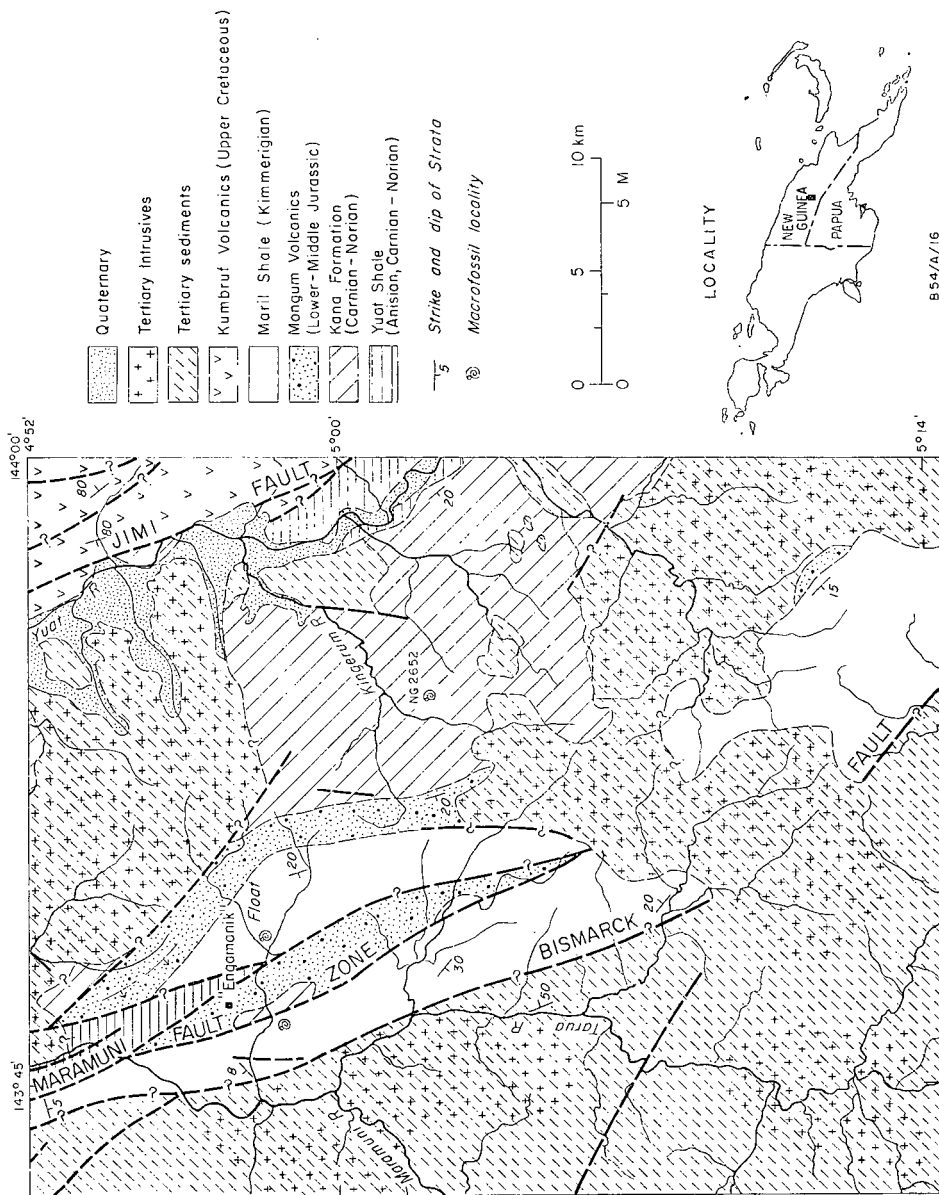 Quaternary
Tertiary Intrusives
Tertiary sediments
Kumbruf Volcanics (Upper Cretaceous)
Maril Shale (Kimmerigian)
Mongum Volcanics
(Lower-Middle Jurassic)
Kana Formation
(Carnian-Norian)
Yuat Shale
(Anisian, Carnian-Norian)
5
Strike and dip of Strata
Macrofossil locality
0 5 10 km
0 5 M
LOCALITY
NEW
GUINEA
PAPUA
B54/A/16
143°45'
144°00'
4°52'
5°00'
5°14'
JIMI
FAULT
80
80
Yuat
20
Kingerum
R
NG 2652
20
20
Float
Engamanik
MARAMUNI
FAULT
ZONE
5
8
30
BISMARCK
FAULT
50
20
15
Tarua
R
Maramuni
R
? ? ? ? ? ? ? ? ? ? ? ? ? ? ? ? ? ?